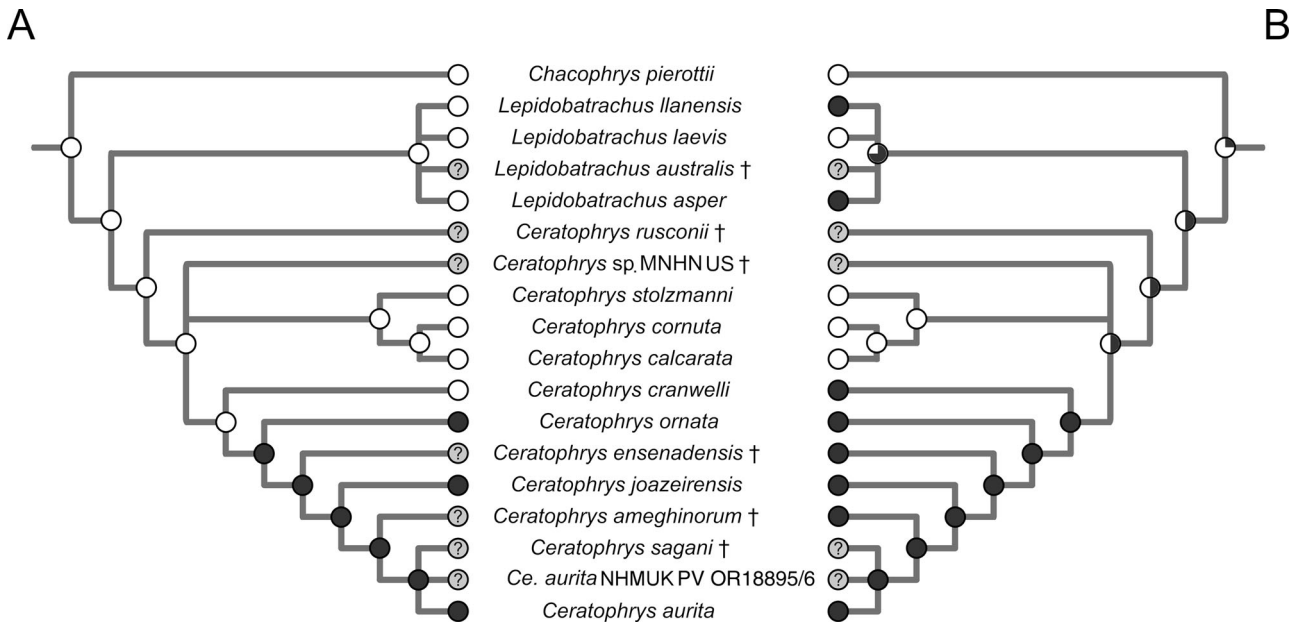 A
B
Chacophrys pierottii
Lepidobatrachus llanensis
Lepidobatrachus laevis
? Lepidobatrachus australis † ?
Lepidobatrachus asper
? Ceratophrys rusconii † ?
? Ceratophrys sp. MNHN US † ?
Ceratophrys stolzmanni
Ceratophrys cornuta
Ceratophrys calcarata
Ceratophrys cranwelli
Ceratophrys ornata
? Ceratophrys ensenadensis †
Ceratophrys joazeirensis
? Ceratophrys ameghinorum †
? Ceratophrys sagani † ?
? Ce. aurita NHMUK PV OR18895/6 ?
Ceratophrys aurita